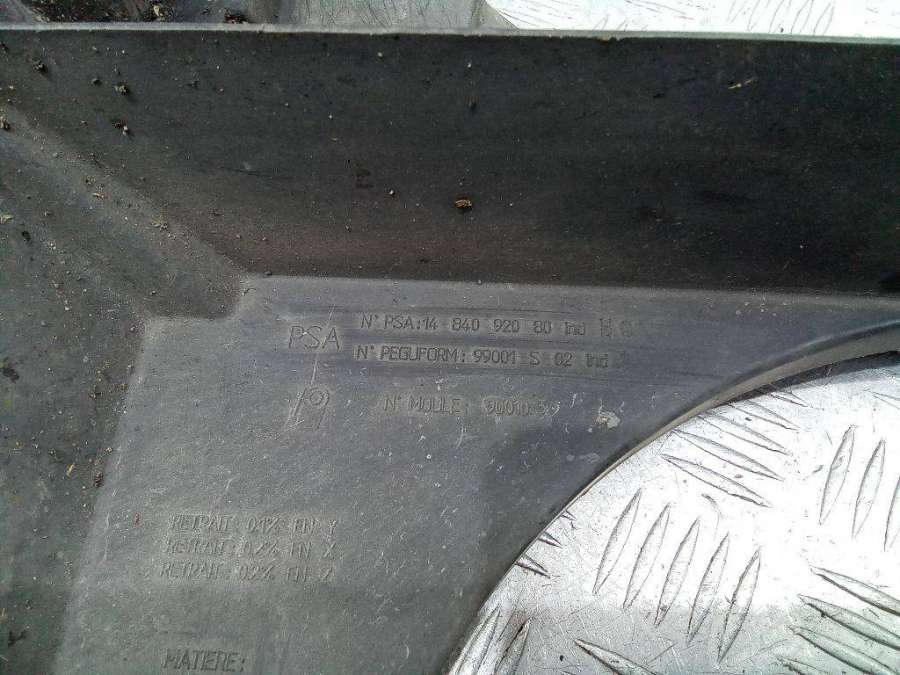 PSA
N° PSA:14 840 920 80 Ind H
N° PEGUFORM: 99001 S 02 Ind
N° MOULE
RETRAIT: 0.1% EN Y
RETRAIT: 0.2% EN X
RETRAIT: 0.2% EN Z
MATIERE: